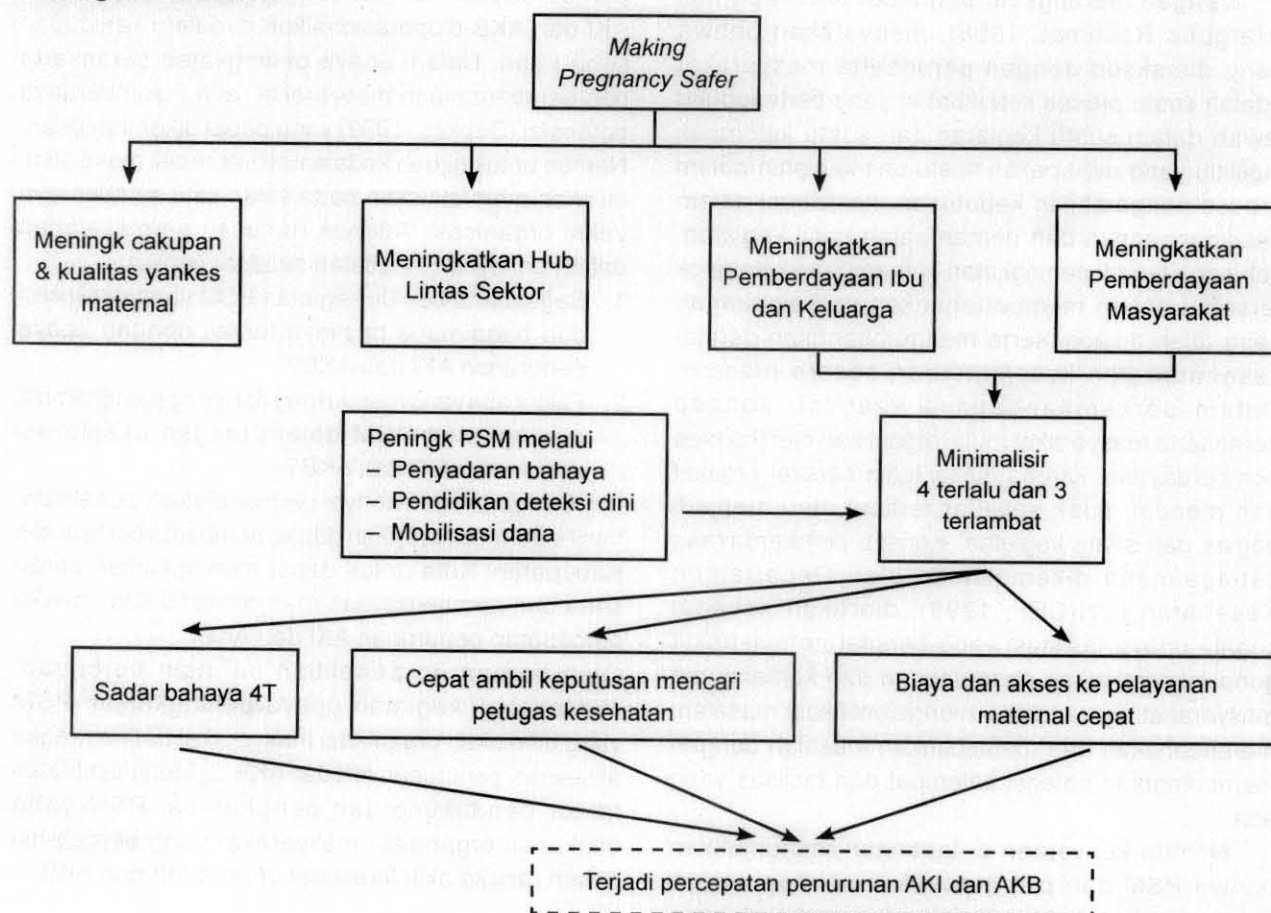 Making
Pregnancy Safer
Meningk cakupan
& kualitas yankes
maternal
Meningkatkan Hub
Lintas Sektor
Meningkatkan
Pemberdayaan Ibu
dan Keluarga
Meningkatkan
Pemberdayaan
Masyarakat
Peningk PSM melalui
- Penyadaran bahaya
- Pendidikan deteksi dini
- Mobilisasi dana
Minimalisir
4 terlalu dan 3
terlambat
Sadar bahaya 4T
Cepat ambil keputusan mencari
petugas kesehatan
Biaya dan akses ke pelayanan
maternal cepat
Terjadi percepatan penurunan AKI dan AKB